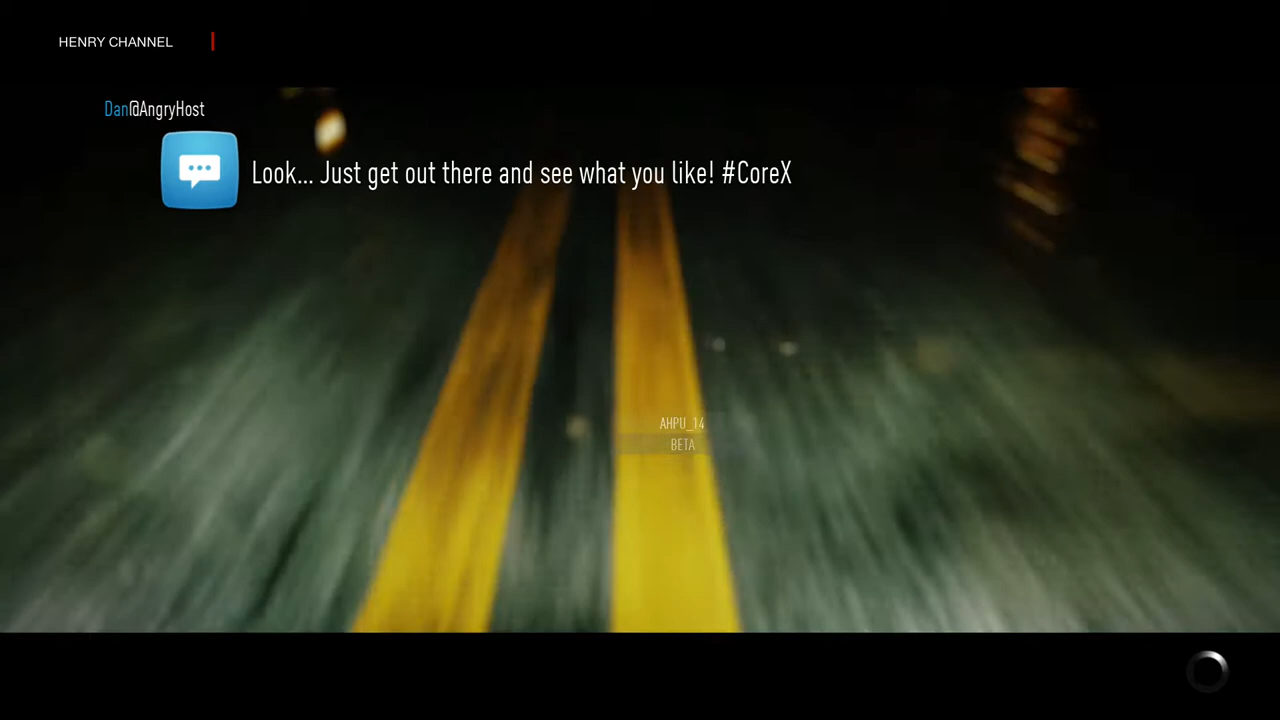 HENRY CHANNEL
Dan@AngryHost
Look... Just get out there and see what you like! #CoreX
AHPU_14
BETA